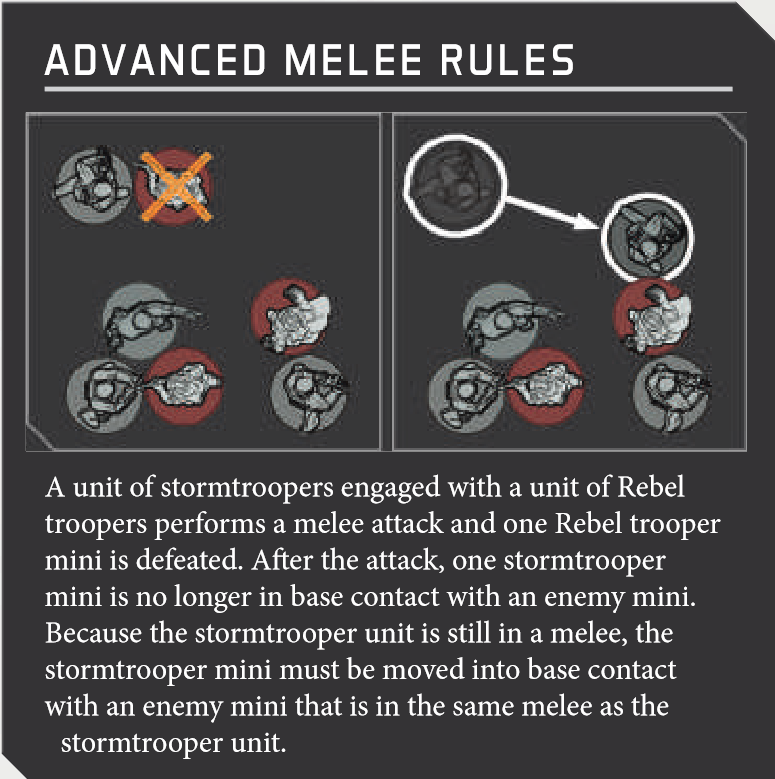 ADVANCED MELEE RULES
A unit of stormtroopers engaged with a unit of Rebel
troopers performs a melee attack and one Rebel trooper
mini is defeated. After the attack, one stormtrooper
mini is no longer in base contact with an enemy mini.
Because the stormtrooper unit is still in a melee, the
stormtrooper mini must be moved into base contact
with an enemy mini that is in the same melee as the
stormtrooper unit.